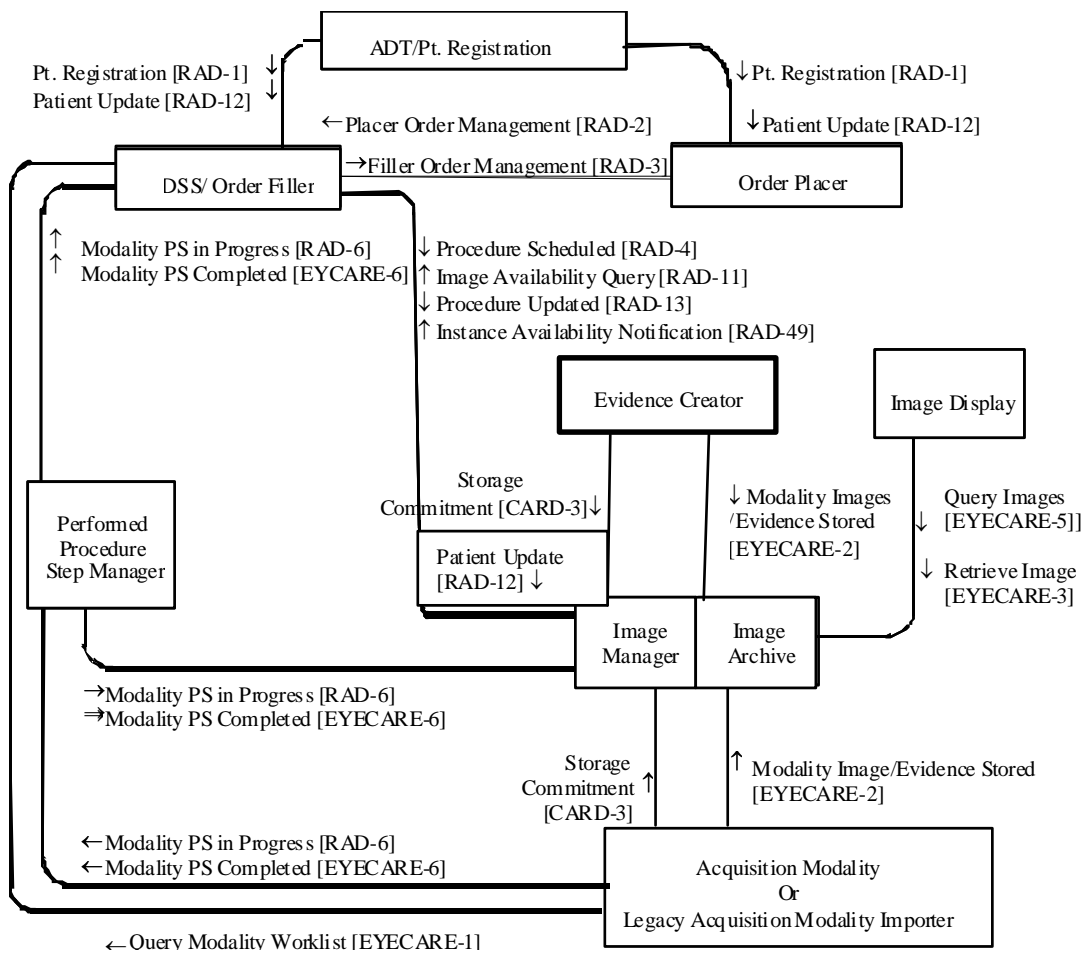 ADT/Pt. Registration
Pt. Registration [RAD-1] ↓
Patient Update [RAD-12] ↓
↓ Pt. Registration [RAD-1]
← Placer Order Management [RAD-2]
↓ Patient Update [RAD-12]
→ Filler Order Management [RAD-3]
DSS/ Order Filler
Order Placer
↑ Modality PS in Progress [RAD-6]
↑ Modality PS Completed [EYCARE-6]
↓ Procedure Scheduled [RAD-4]
↑ Image Availability Query [RAD-11]
↓ Procedure Updated [RAD-13]
↑ Instance Availability Notification [RAD-49]
Evidence Creator
Image Display
Storage
Commitment [CARD-3] ↓
↓ Modality Images
/Evidence Stored
[EYECARE-2]
Query Images
↓ [EYECARE-5]]
↓ Retrieve Image
[EYECARE-3]
Performed
Procedure
Step Manager
Patient Update
[RAD-12] ↓
Image
Manager
Image
Archive
→ Modality PS in Progress [RAD-6]
⇒ Modality PS Completed [EYECARE-6]
Storage
Commitment ↑
[CARD-3]
↑ Modality Image/Evidence Stored
[EYECARE-2]
← Modality PS in Progress [RAD-6]
← Modality PS Completed [EYECARE-6]
Acquisition Modality
Or
Legacy Acquisition Modality Importer
← Query Modality Worklist [EYECARE-1]